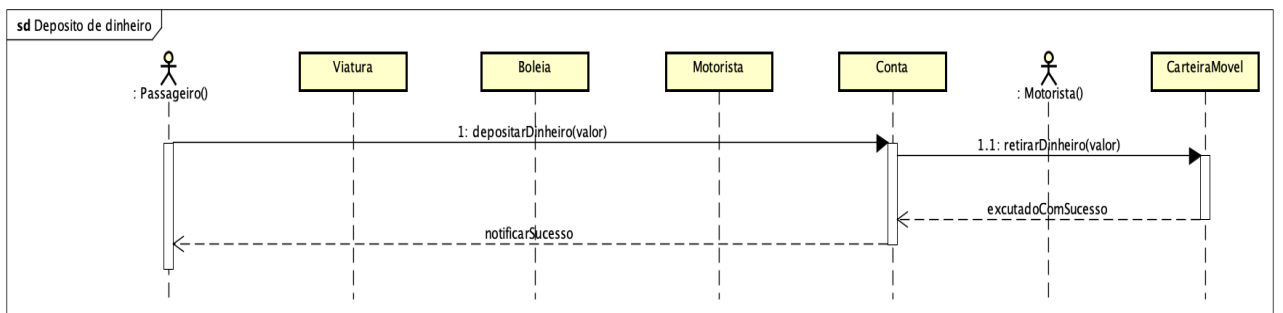 sd Deposito de dinheiro
: Passageiro()
Viatura
Boleia
Motorista
Conta
: Motorista()
CarteiraMovel
1: depositarDinheiro(valor)
1.1: retirarDinheiro(valor)
excutadoComSucesso
notificarSucesso